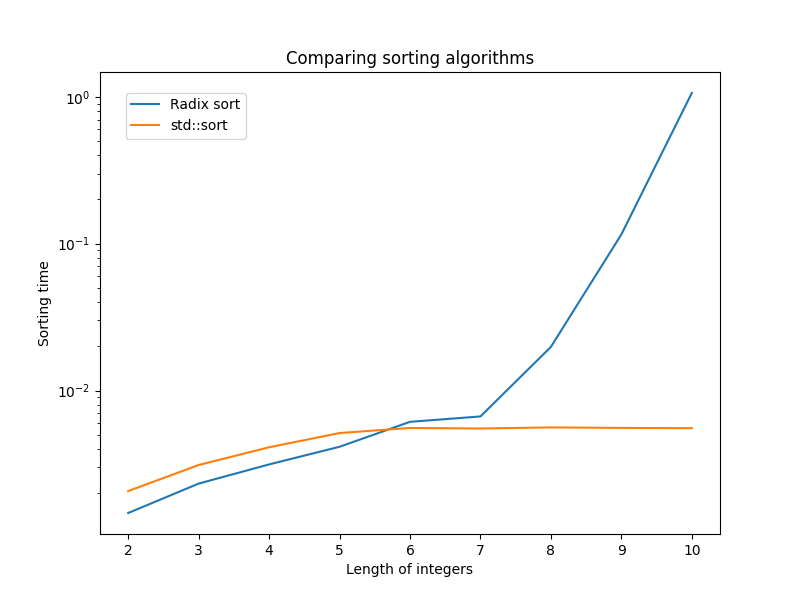 Comparing sorting algorithms
Radix sort
std::sort
10⁰
10⁻¹
10⁻²
Sorting time
2 3 4 5 6 7 8 9 10
Length of integers